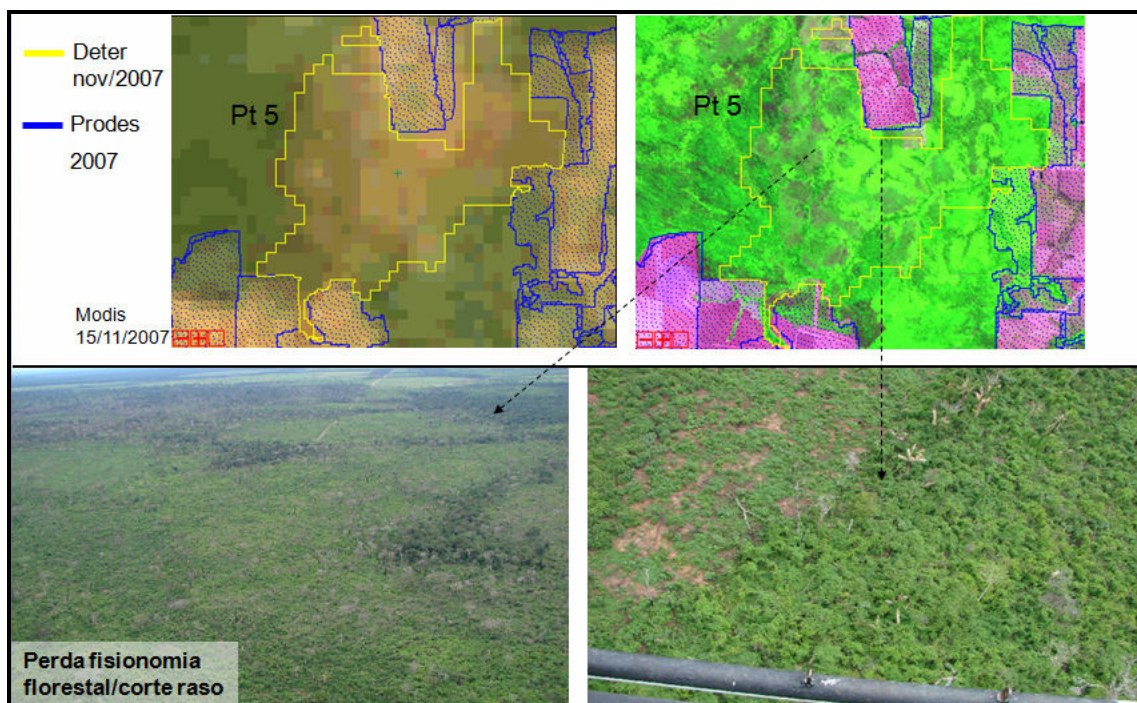 Deter
nov/2007
Prodes
2007
Pt 5
Modis
15/11/2007
Pt 5
Perda fisionomia
florestal/corte raso